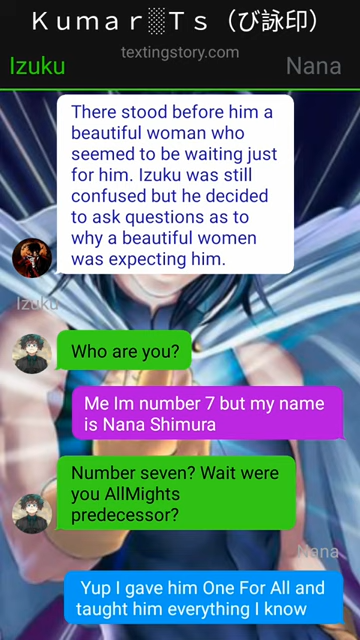 Ｋｕｍａｒ░Ｔｓ（び詠印）
textingstory.com
Izuku Nana
There stood before him a
beautiful woman who
seemed to be waiting just
for him. Izuku was still
confused but he decided
to ask questions as to
why a beautiful women
was expecting him.
Izuku
Who are you?
Me Im number 7 but my name
is Nana Shimura
Number seven? Wait were
you AllMights
predecessor?
Nana
Yup I gave him One For All and
taught him everything I know